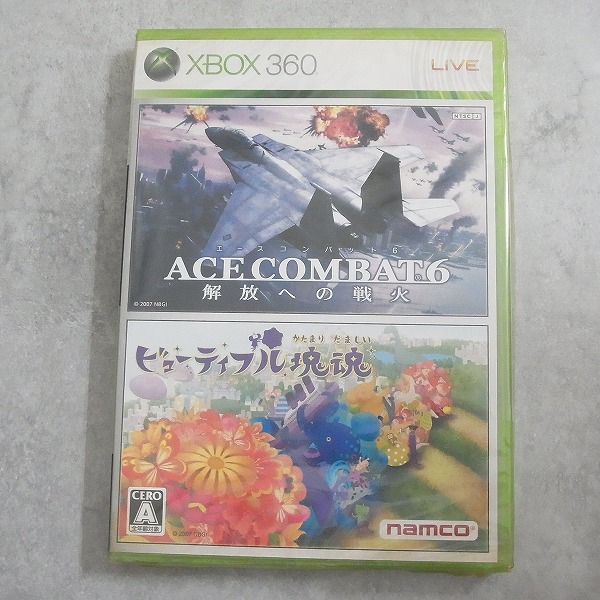 XBOX 360
LIVE
NTSC J
エースコンバット6
ACE COMBAT 6
解放への戦火
© 2007 NBGI
かたまり だましい
ビューティフル塊魂
CERO
A
全年齢対象
© 2007 NBGI
namco